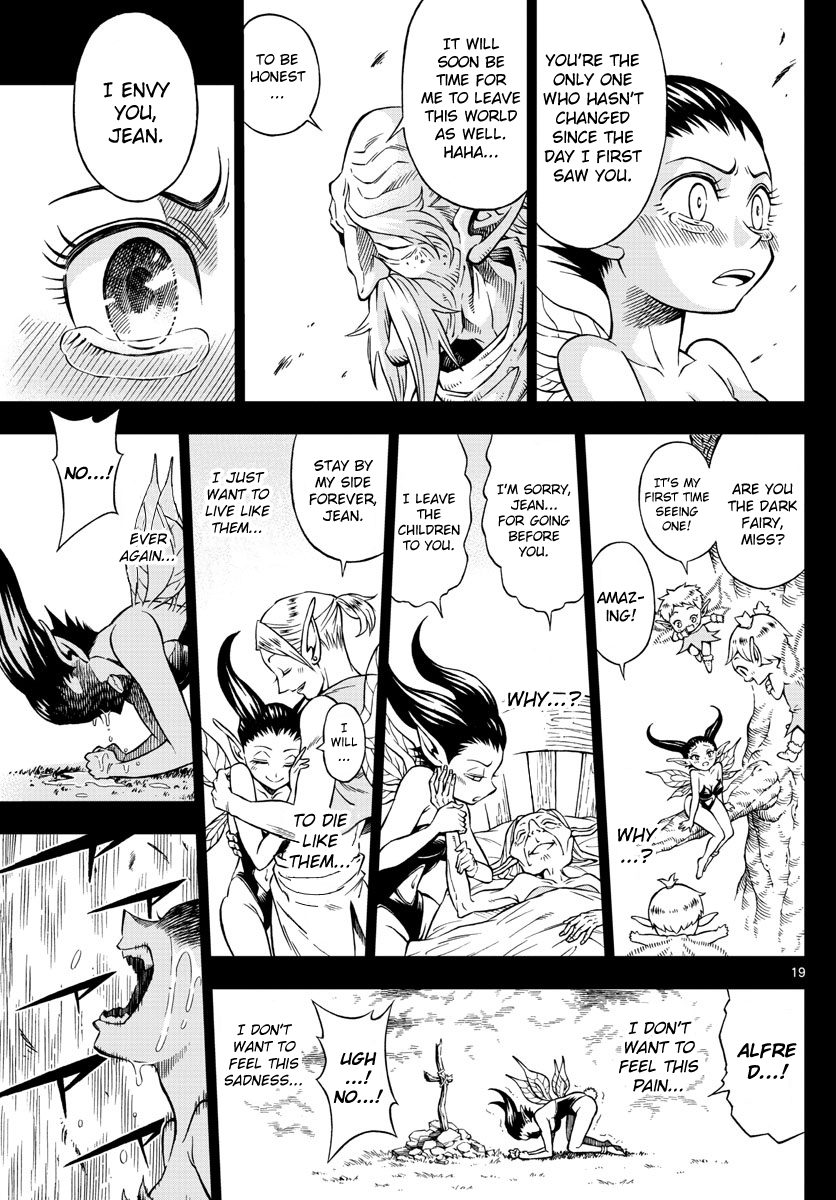 YOU'RE THE
ONLY ONE
WHO HASN'T
CHANGED
SINCE THE
DAY I FIRST
SAW YOU.
IT WILL
SOON BE
TIME FOR
ME TO LEAVE
THIS WORLD
AS WELL.
HAHA...
TO BE
HONEST
...
I ENVY
YOU,
JEAN.
ARE YOU
THE DARK
FAIRY,
MISS?
IT'S MY
FIRST TIME
SEEING
ONE!
AMAZ-
ING!
WHY
...?
I'M SORRY,
JEAN...
FOR GOING
BEFORE
YOU.
I LEAVE
THE
CHILDREN
TO YOU.
WHY...?
STAY BY
MY SIDE
FOREVER,
JEAN.
I JUST
WANT TO
LIVE LIKE
THEM...
I
WILL
...
TO DIE
LIKE
THEM...
NO...!
EVER
AGAIN...
19
ALFRE
D...!
I DON'T
WANT TO
FEEL THIS
PAIN...
UGH
...!
NO...!
I DON'T
WANT TO
FEEL THIS
SADNESS...